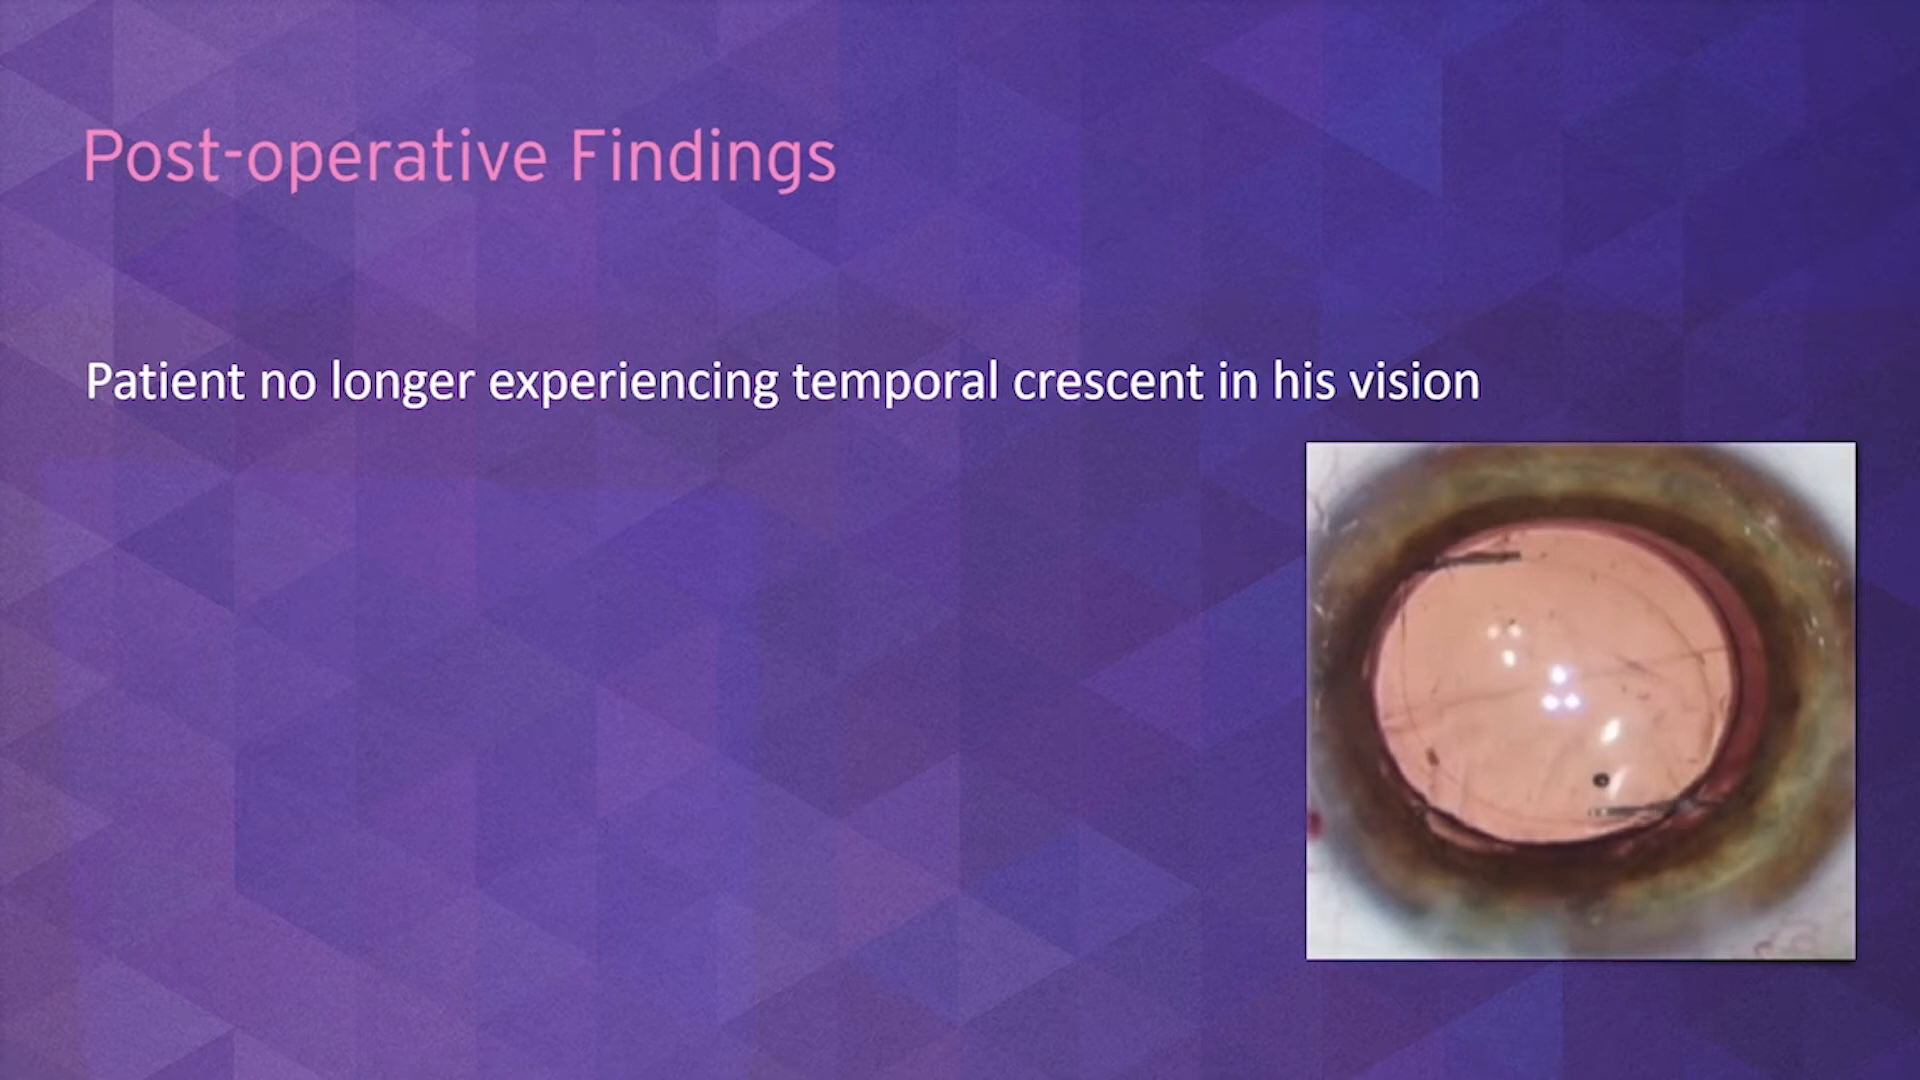 Post-operative Findings
Patient no longer experiencing temporal crescent in his vision